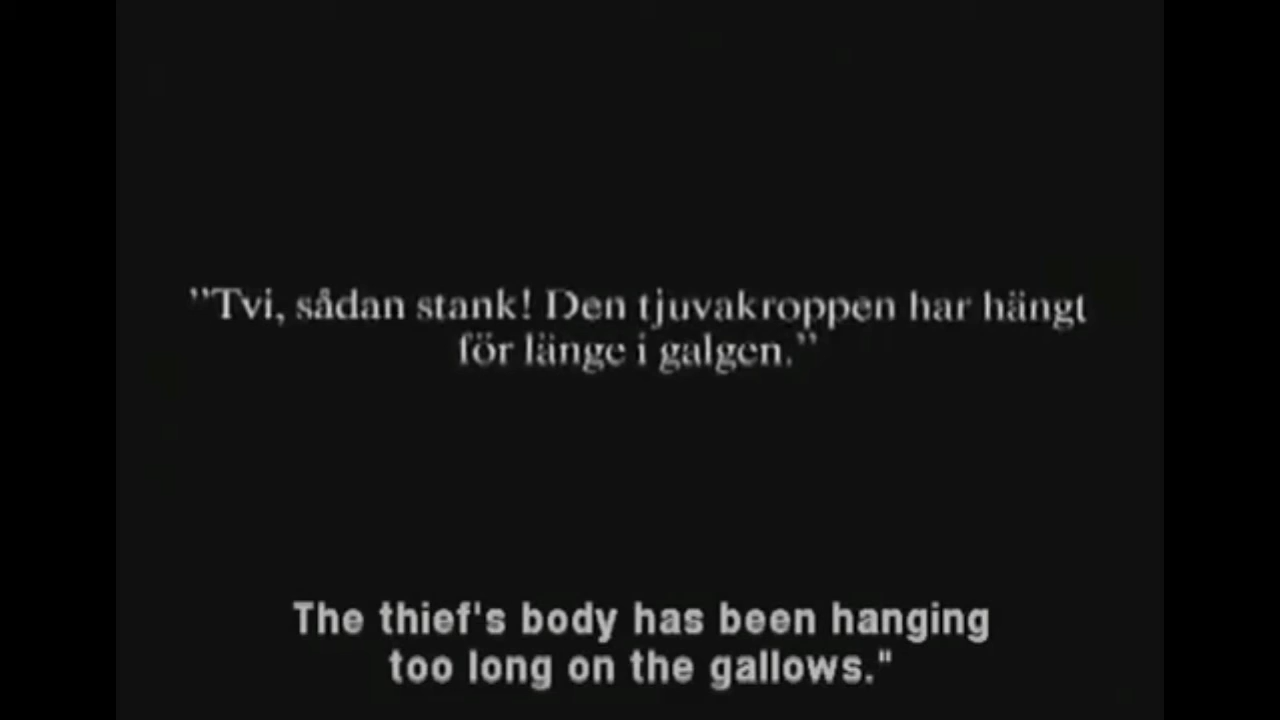 ”Tvi, sådan stank! Den tjuvakroppen har hängt
för länge i galgen.”
The thief's body has been hanging
too long on the gallows."